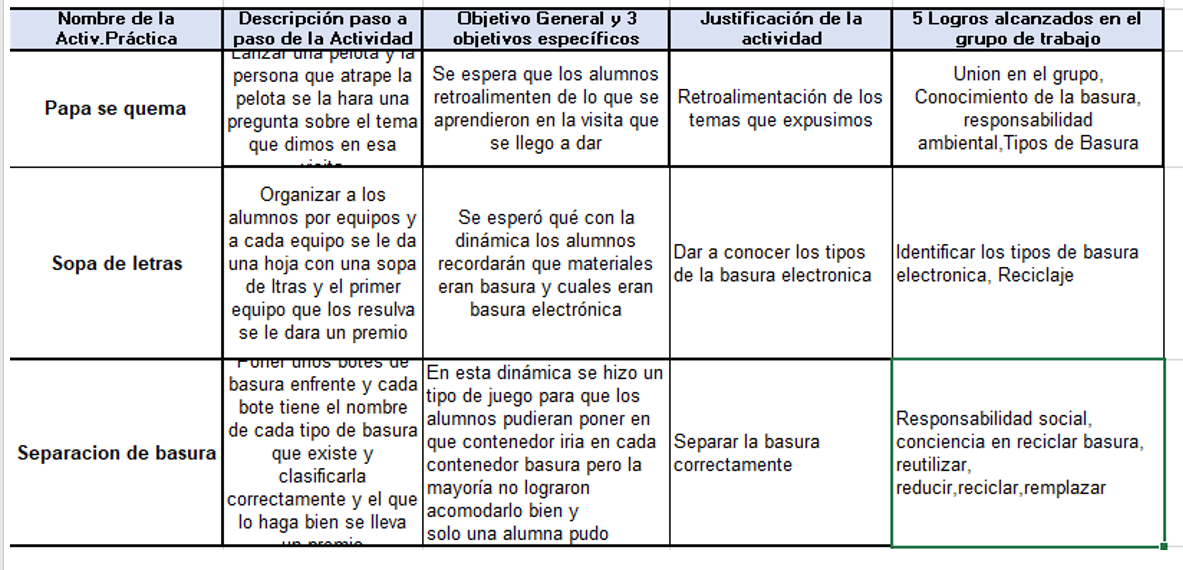 Nombre de la
Activ.Práctica
Descripción paso a
paso de la Actividad
Objetivo General y 3
objetivos específicos
Justificación de la
actividad
5 Logros alcanzados en el
grupo de trabajo
Papa se quema
Lanzar una pelota y la
persona que atrape la
pelota se la hara una
pregunta sobre el tema
que dimos en esa
visita
Se espera que los alumnos
retroalimenten de lo que se
aprendieron en la visita que
se llego a dar
Retroalimentación de los
temas que expusimos
Union en el grupo,
Conocimiento de la basura,
responsabilidad
ambiental,Tipos de Basura
Sopa de letras
Organizar a los
alumnos por equipos y
a cada equipo se le da
una hoja con una sopa
de ltras y el primer
equipo que los resulva
se le dara un premio
Se esperó qué con la
dinámica los alumnos
recordarán que materiales
eran basura y cuales eran
basura electrónica
Dar a conocer los tipos
de la basura electronica
Identificar los tipos de basura
electronica, Reciclaje
Separacion de basura
Poner unos botes de
basura enfrente y cada
bote tiene el nombre
de cada tipo de basura
que existe y
clasificarla
correctamente y el que
lo haga bien se lleva
un premio
En esta dinámica se hizo un
tipo de juego para que los
alumnos pudieran poner en
que contenedor iria en cada
contenedor basura pero la
mayoría no lograron
acomodarlo bien y
solo una alumna pudo
Separar la basura
correctamente
Responsabilidad social,
conciencia en reciclar basura,
reutilizar,
reducir,reciclar,remplazar